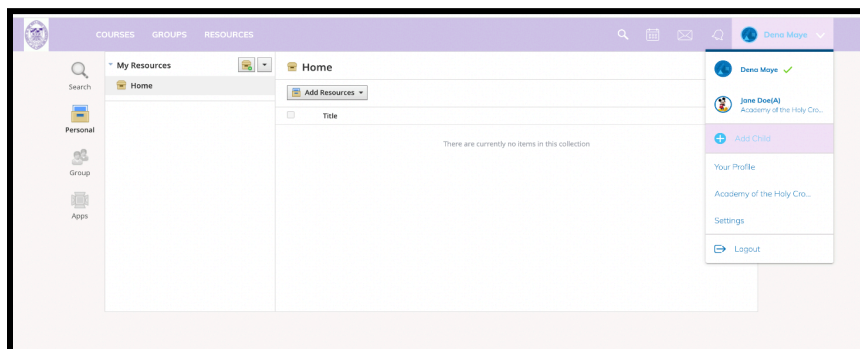 COURSES GROUPS RESOURCES
Dena Maye
Search
Personal
Group
Apps
My Resources
Home
Home
Add Resources
Title
There are currently no items in this collection
Dena Maye
Jane Doe(A)
Academy of the Holy Cro...
Add Child
Your Profile
Academy of the Holy Cro...
Settings
Logout